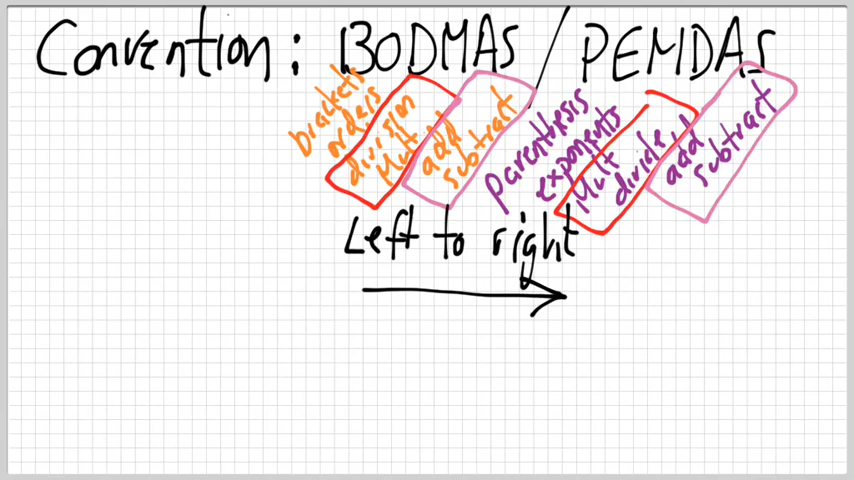 Convention: BODMAS / PEMDAS
brackets
orders
division
Mult
add
subtract
parenthesis
exponents
Mult
divide
add
subtract
Left to right